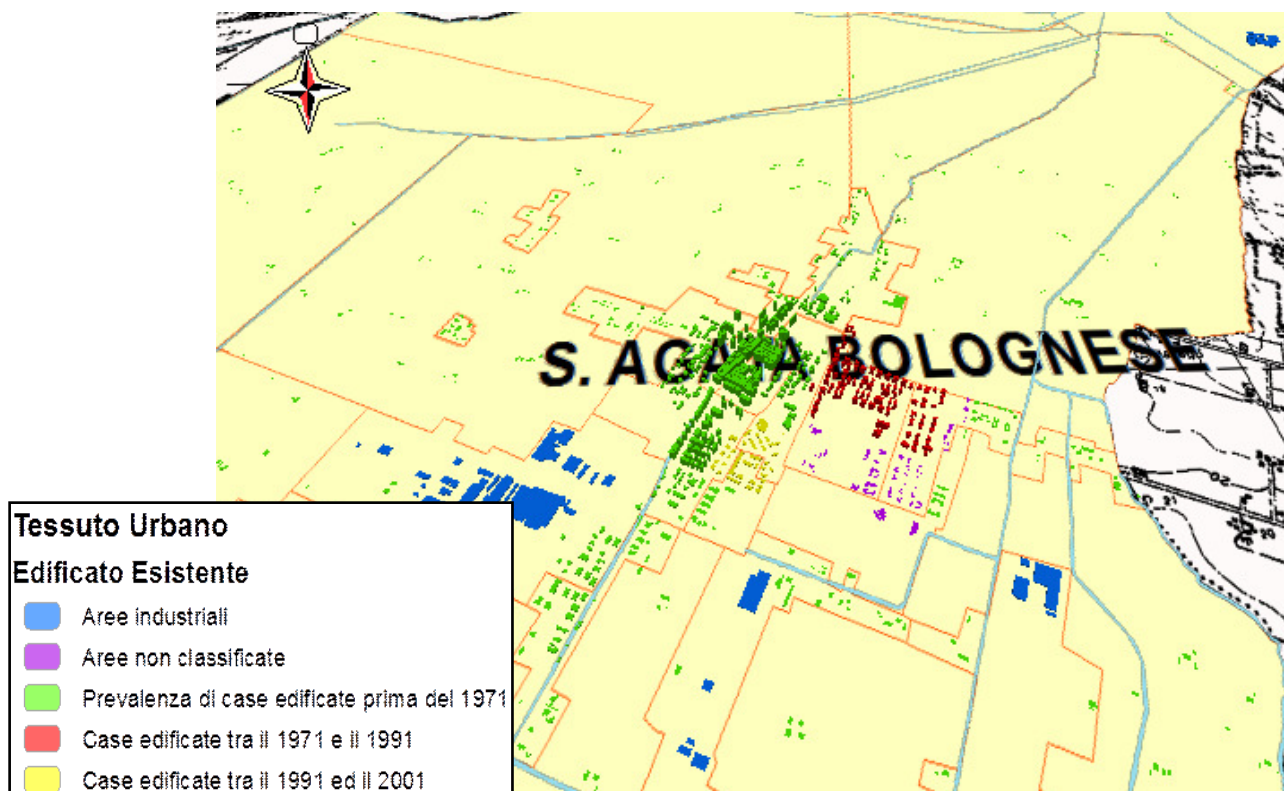 S. AGATA BOLOGNESE
Tessuto Urbano
Edificato Esistente
Aree industriali
Aree non classificate
Prevalenza di case edificate prima del 1971
Case edificate tra il 1971 e il 1991
Case edificate tra il 1991 ed il 2001